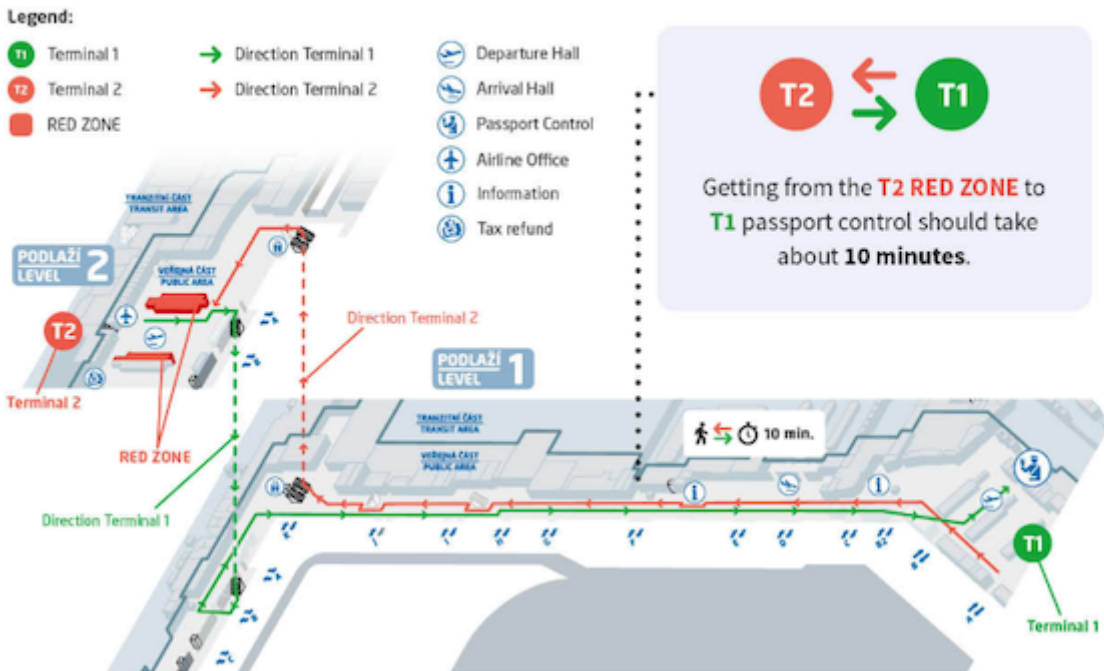 Legend:
T1 Terminal 1
T2 Terminal 2
RED ZONE
Direction Terminal 1
Direction Terminal 2
Departure Hall
Arrival Hall
Passport Control
Airline Office
Information
Tax refund
T2 T1
Getting from the T2 RED ZONE to
T1 passport control should take
about 10 minutes.
TRANZITNÍ ČÁST
TRANSIT AREA
PODLAŽÍ
LEVEL 2
VEŘEJNÁ ČÁST
PUBLIC AREA
T2
Terminal 2
RED ZONE
Direction Terminal 2
Direction Terminal 1
PODLAŽÍ
LEVEL 1
TRANZITNÍ ČÁST
TRANSIT AREA
VEŘEJNÁ ČÁST
PUBLIC AREA
10 min.
T1
Terminal 1